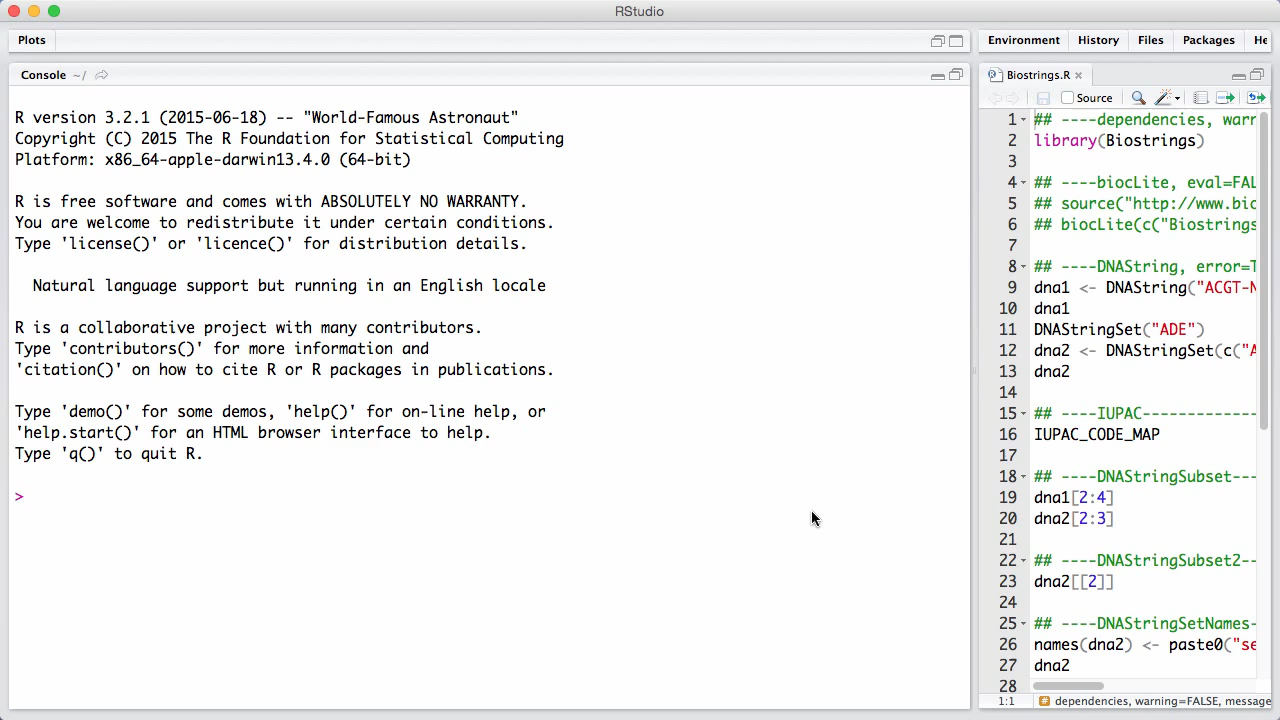 RStudio
Plots
Console ~/
R version 3.2.1 (2015-06-18) -- "World-Famous Astronaut"
Copyright (C) 2015 The R Foundation for Statistical Computing
Platform: x86_64-apple-darwin13.4.0 (64-bit)
R is free software and comes with ABSOLUTELY NO WARRANTY.
You are welcome to redistribute it under certain conditions.
Type 'license()' or 'licence()' for distribution details.
Natural language support but running in an English locale
R is a collaborative project with many contributors.
Type 'contributors()' for more information and
'citation()' on how to cite R or R packages in publications.
Type 'demo()' for some demos, 'help()' for on-line help, or
'help.start()' for an HTML browser interface to help.
Type 'q()' to quit R.
>
Environment History Files Packages He
Biostrings.R
Source
1 ## ----dependencies, warr
2 library(Biostrings)
3
4 ## ----biocLite, eval=FAL
5 ## source("http://www.bio
6 ## biocLite(c("Biostrings
7
8 ## ----DNAString, error=T
9 dna1 <- DNAString("ACGT-N
10 dna1
11 DNAStringSet("ADE")
12 dna2 <- DNAStringSet(c("A
13 dna2
14
15 ## ----IUPAC-------------
16 IUPAC_CODE_MAP
17
18 ## ----DNAStringSubset---
19 dna1[2:4]
20 dna2[2:3]
21
22 ## ----DNAStringSubset2--
23 dna2[[2]]
24
25 ## ----DNAStringSetNames-
26 names(dna2) <- paste0("se
27 dna2
28
1:1 # dependencies, warning=FALSE, message